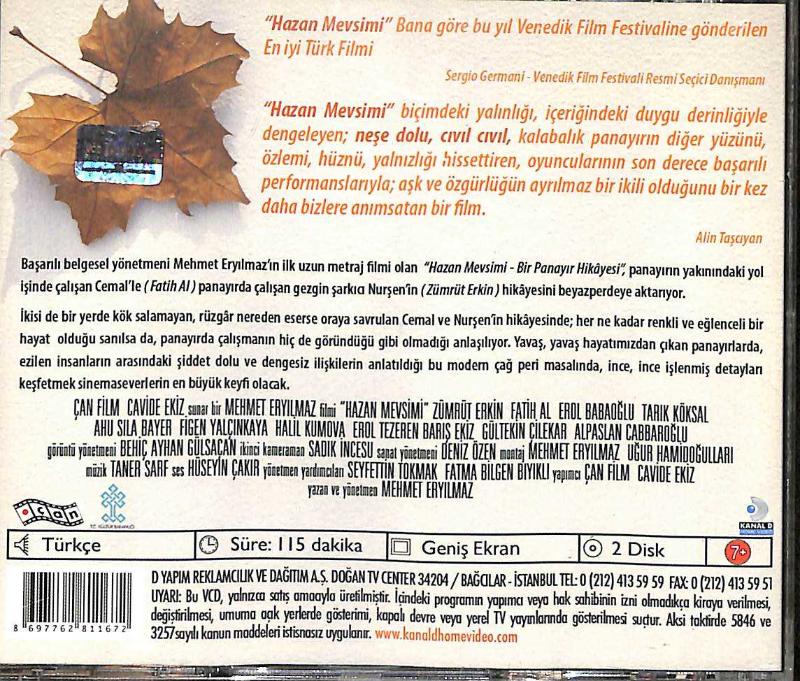 "Hazan Mevsimi" Bana göre bu yıl Venedik Film Festivaline gönderilen
En iyi Türk Filmi
Sergio Germani - Venedik Film Festivali Resmi Seçici Danışmanı
"Hazan Mevsimi" biçimdeki yalınlığı, içeriğindeki duygu derinliğiyle
dengeleyen; neşe dolu, cıvıl cıvıl, kalabalık panayırın diğer yüzünü,
özlemi, hüznü, yalnızlığı hissettiren, oyuncularının son derece başarılı
performanslarıyla; aşk ve özgürlüğün ayrılmaz bir ikili olduğunu bir kez
daha bizlere anımsatan bir film.
Alin Taşcıyan
Başarılı belgesel yönetmeni Mehmet Eryılmaz'ın ilk uzun metraj filmi olan "Hazan Mevsimi - Bir Panayır Hikâyesi", panayırın yakınındaki yol
işinde çalışan Cemal'le (Fatih Al) panayırda çalışan gezgin şarkıcı Nurşen'in (Zümrüt Erkin) hikâyesini beyazperdeye aktarıyor.
İkisi de bir yerde kök salamayan, rüzgâr nereden eserse oraya savrulan Cemal ve Nurşen'in hikâyesinde; her ne kadar renkli ve eğlenceli bir
hayat olduğu sanılsa da, panayırda çalışmanın hiç de göründüğü gibi olmadığı anlaşılıyor. Yavaş, yavaş hayatımızdan çıkan panayırlarda,
ezilen insanların arasındaki şiddet dolu ve dengesiz ilişkilerin anlatıldığı bu modern çağ peri masalında, ince, ince işlenmiş detayları
keşfetmek sinemaseverlerin en büyük keyfi olacak.
ÇAN FİLM CAVİDE EKİZ sunar bir MEHMET ERYILMAZ filmi "HAZAN MEVSİMİ" ZÜMRÜT ERKİN FATİH AL EROL BABAOĞLU TARIK KÖKSAL
AHU SILA BAYER FİGEN YALÇINKAYA HALİL KUMOVA EROL TEZEREN BARIŞ EKİZ GÜLTEKİN ÇİLEKAR ALPASLAN CABBAROĞLU
görüntü yönetmeni BEHİÇ AYHAN GÜLSAÇAN ikinci kameraman SADIK İNCESU sanat yönetmeni DENİZ ÖZEN montaj MEHMET ERYILMAZ UĞUR HAMİDOĞULLARI
müzik TANER SARF ses HÜSEYİN ÇAKIR yönetmen yardımcıları SEYFETTİN TOKMAK FATMA BİLGEN BIYIKLI yapımcı ÇAN FİLM CAVİDE EKİZ
yazan ve yönetmen MEHMET ERYILMAZ
çan
T.C. KÜLTÜR BAKANLIĞI
KANAL D
HOME VIDEO
Türkçe
Süre: 115 dakika
Geniş Ekran
2 Disk
7+
D YAPIM REKLAMCILIK VE DAĞITIM A.Ş. DOĞAN TV CENTER 34204 / BAĞCILAR - İSTANBUL TEL: 0 (212) 413 59 59 FAX: 0 (212) 413 59 51
UYARI: Bu VCD, yalnızca satış amacıyla üretilmiştir. İçindeki programın yapımcı veya hak sahibinin izni olmadıkça kiraya verilmesi,
değiştirilmesi, umuma açık yerlerde gösterimi, kapalı devre veya yerel TV yayınlarında gösterilmesi suçtur. Aksi taktirde 5846 ve
3257sayılı kanun maddeleri istisnasız uygulanır. www.kanaldhomevideo.com
8 697762 811672